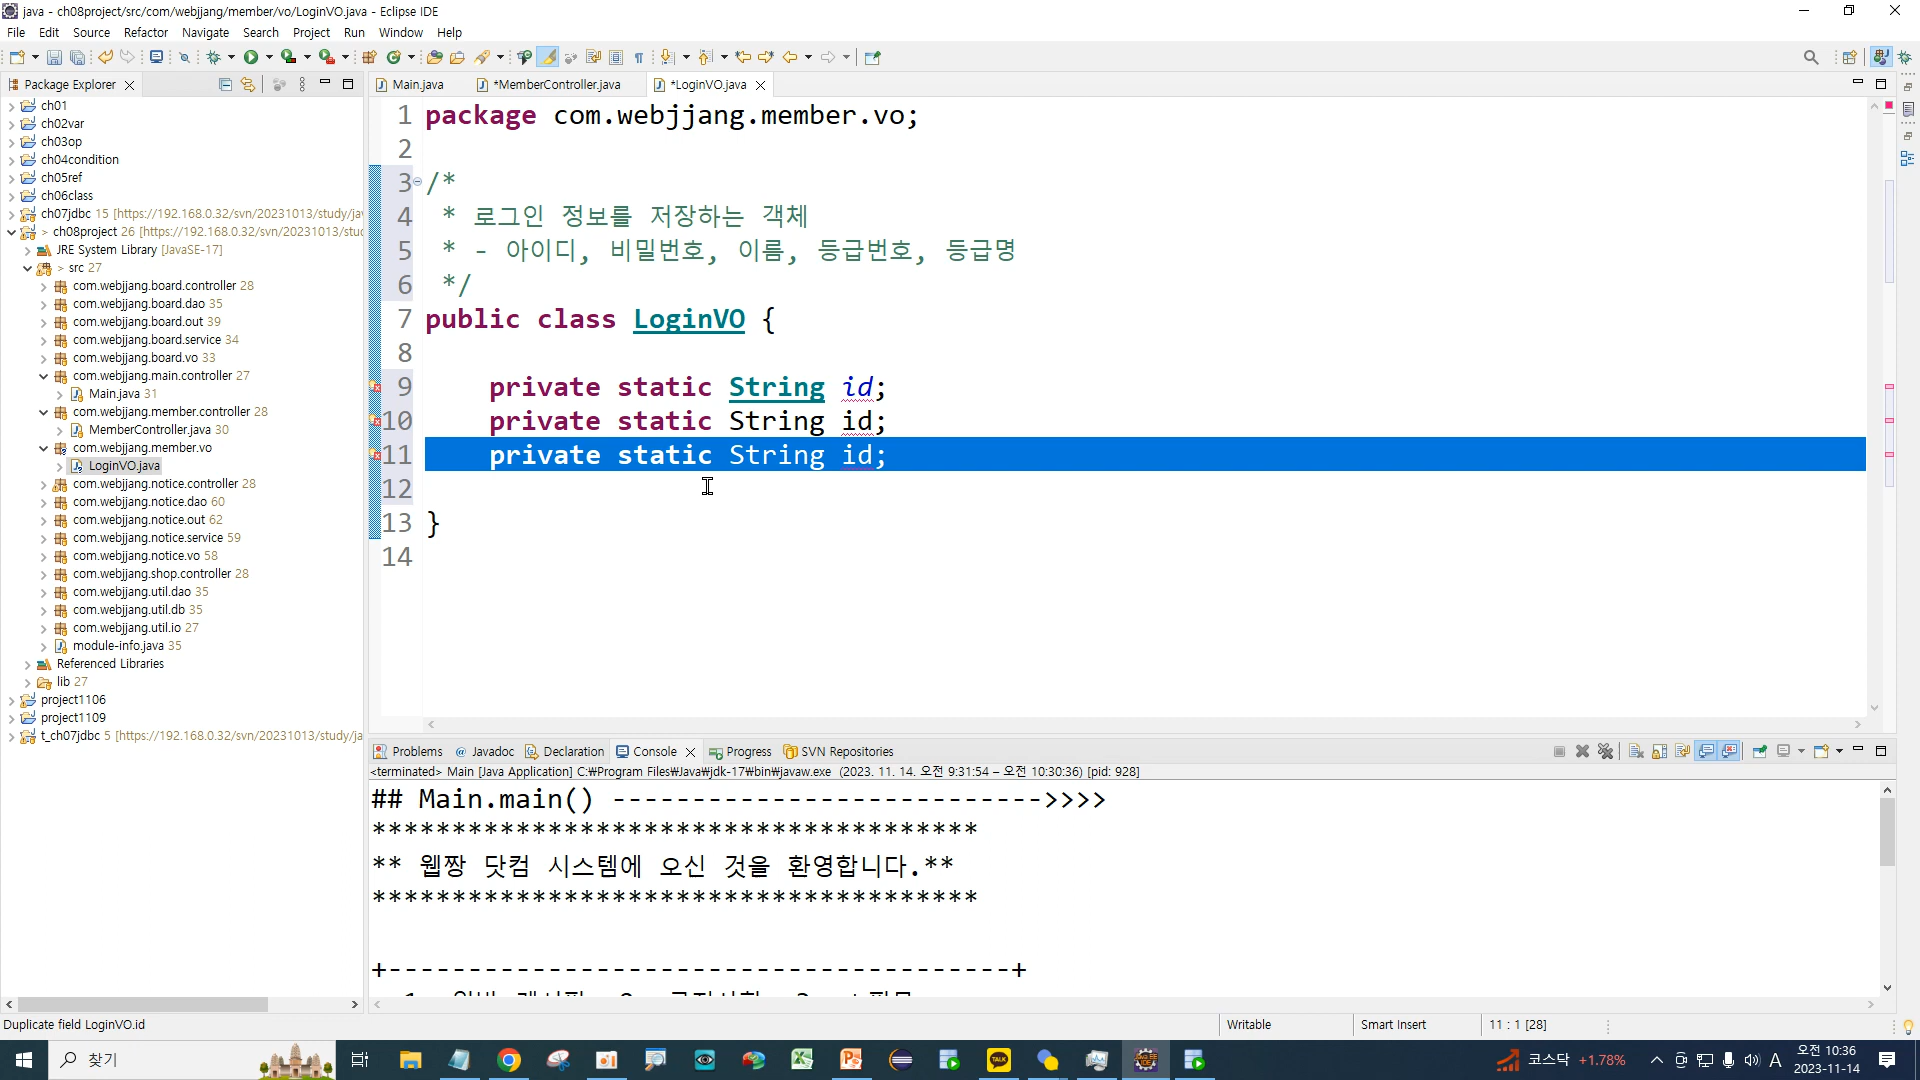 java - ch08project/src/com/webjjang/member/vo/LoginVO.java - Eclipse IDE
File Edit Source Refactor Navigate Search Project Run Window Help
Package Explorer
Main.java *MemberController.java *LoginVO.java
ch01
ch02var
ch03op
ch04condition
ch05ref
ch06class
ch07jdbc 15 [https://192.168.0.32/svn/20231013/study/ja
> ch08project 26 [https://192.168.0.32/svn/20231013/stu
JRE System Library [JavaSE-17]
> src 27
com.webjjang.board.controller 28
com.webjjang.board.dao 35
com.webjjang.board.out 39
com.webjjang.board.service 34
com.webjjang.board.vo 33
com.webjjang.main.controller 27
Main.java 31
com.webjjang.member.controller 28
MemberController.java 30
com.webjjang.member.vo
LoginVO.java
com.webjjang.notice.controller 28
com.webjjang.notice.dao 60
com.webjjang.notice.out 62
com.webjjang.notice.service 59
com.webjjang.notice.vo 58
com.webjjang.shop.controller 28
com.webjjang.util.dao 35
com.webjjang.util.db 35
com.webjjang.util.io 27
module-info.java 35
Referenced Libraries
lib 27
project1106
project1109
t_ch07jdbc 5 [https://192.168.0.32/svn/20231013/study/ja
1 package com.webjjang.member.vo;
2
3 /*
4 * 로그인 정보를 저장하는 객체
5 * - 아이디, 비밀번호, 이름, 등급번호, 등급명
6 */
7 public class LoginVO {
8
9 private static String id;
10 private static String id;
11 private static String id;
12
13 }
14
Problems @ Javadoc Declaration Console Progress SVN Repositories
<terminated> Main [Java Application] C:₩Program Files₩Java₩jdk-17₩bin₩javaw.exe (2023. 11. 14. 오전 9:31:54 – 오전 10:30:36) [pid: 928]
## Main.main() --------------------------->>>>
**************************************
** 웹짱 닷컴 시스템에 오신 것을 환영합니다.**
**************************************
+---------------------------------------+
Duplicate field LoginVO.id Writable Smart Insert 11 : 1 [28]
찾기 코스닥 +1.78% A 오전 10:36
2023-11-14